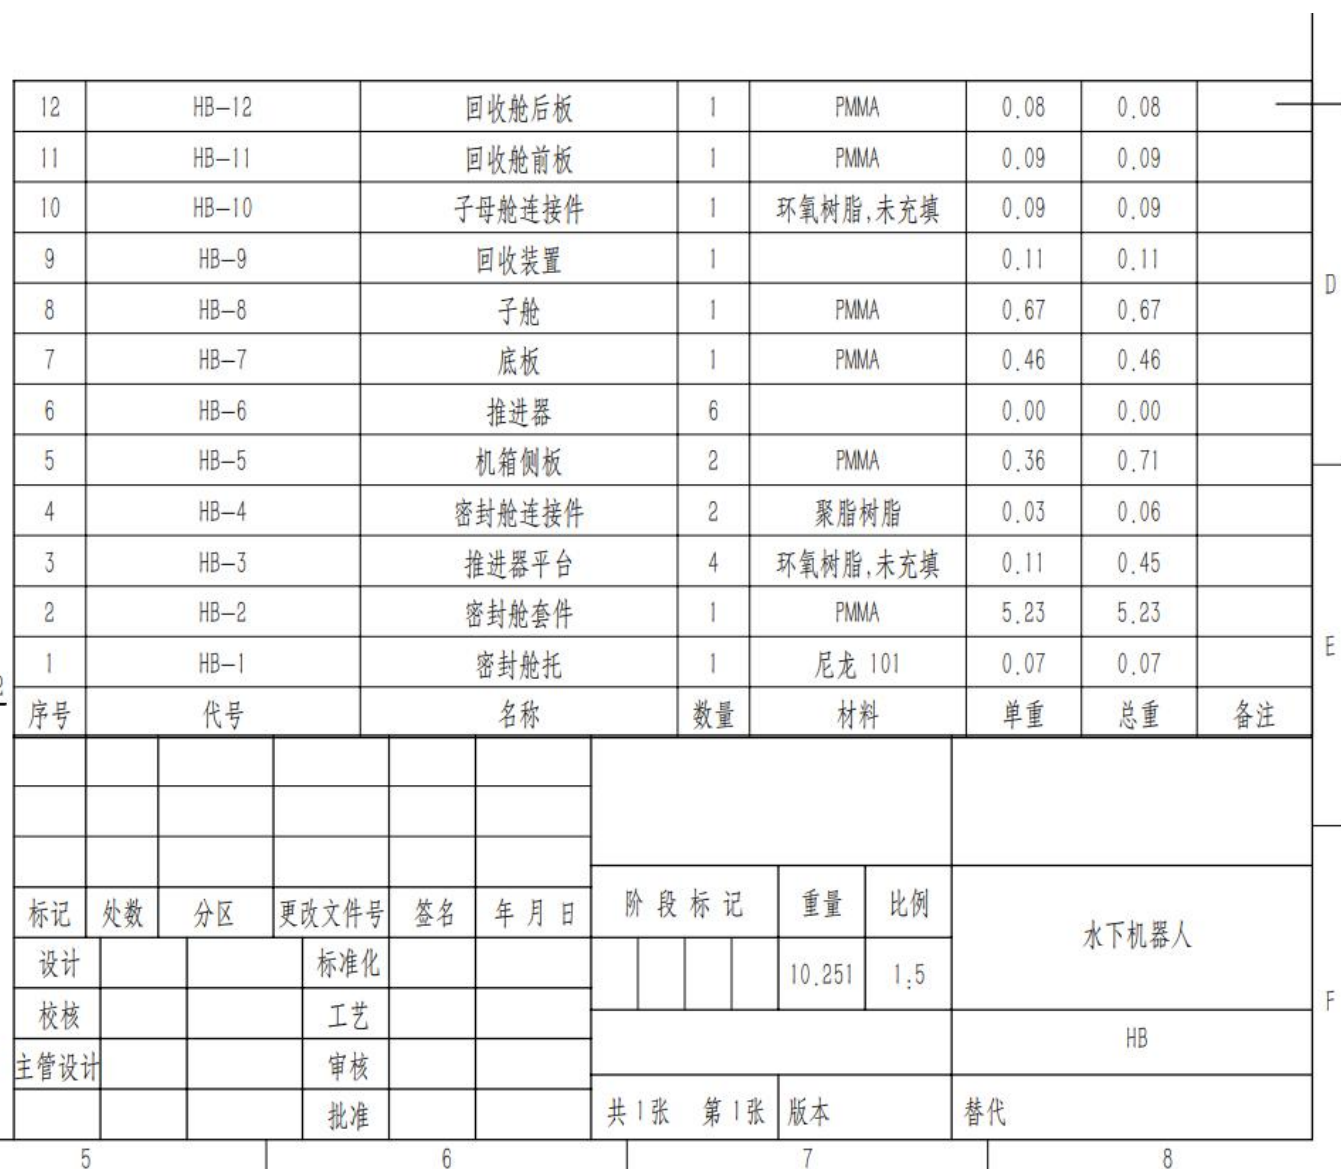 12 HB-12 回收舱后板 1 PMMA 0.08 0.08
11 HB-11 回收舱前板 1 PMMA 0.09 0.09
10 HB-10 子母舱连接件 1 环氧树脂,未充填 0.09 0.09
9 HB-9 回收装置 1 0.11 0.11
D
8 HB-8 子舱 1 PMMA 0.67 0.67
7 HB-7 底板 1 PMMA 0.46 0.46
6 HB-6 推进器 6 0.00 0.00
5 HB-5 机箱侧板 2 PMMA 0.36 0.71
4 HB-4 密封舱连接件 2 聚脂树脂 0.03 0.06
3 HB-3 推进器平台 4 环氧树脂,未充填 0.11 0.45
2 HB-2 密封舱套件 1 PMMA 5.23 5.23
E
1 HB-1 密封舱托 1 尼龙 101 0.07 0.07
序号 代号 名称 数量 材料 单重 总重 备注
标记 处数 分区 更改文件号 签名 年月日
阶段标记 重量 比例
水下机器人
设计 标准化
10.251 1:5
校核 工艺
F
HB
主管设计 审核
批准
共1张 第1张 版本 替代
5 6 7 8